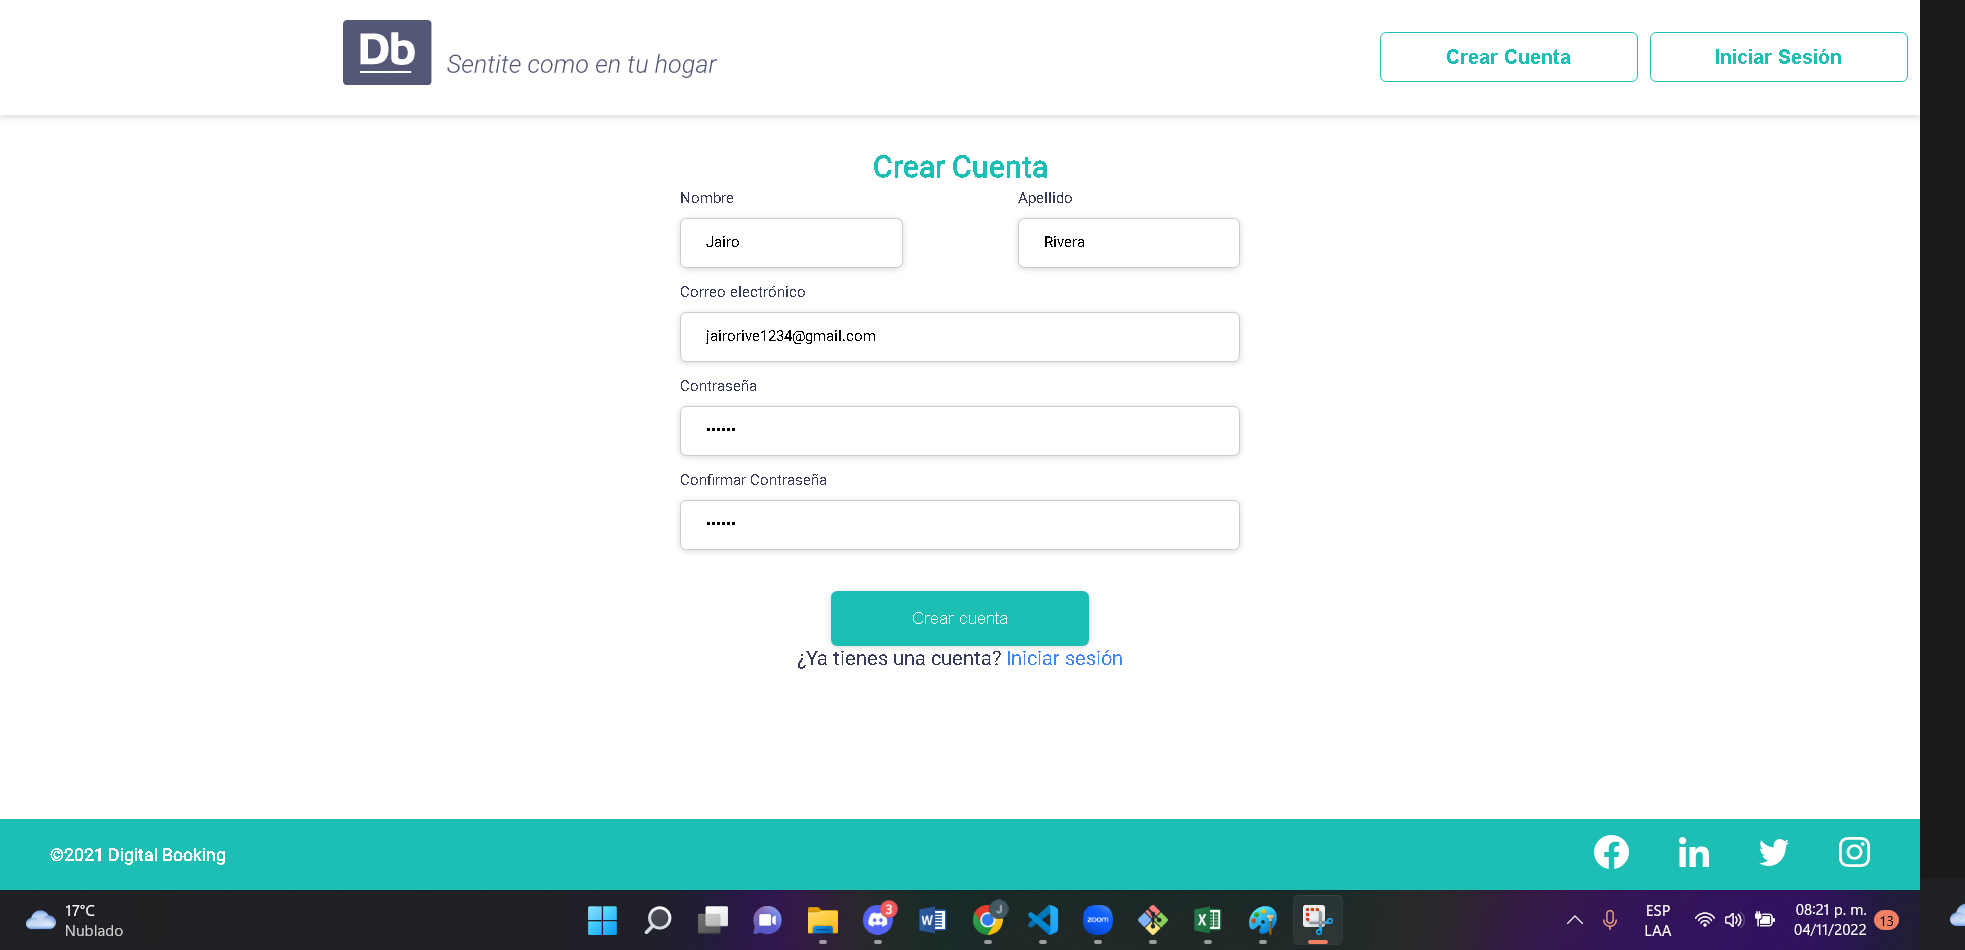 Db
Sentite como en tu hogar
Crear Cuenta
Iniciar Sesión
Crear Cuenta
Nombre
Apellido
Jairo
Rivera
Correo electrónico
jairorive1234@gmail.com
Contraseña
••••••
Confirmar Contraseña
••••••
Crear cuenta
¿Ya tienes una cuenta? Iniciar sesión
©2021 Digital Booking
17°C
Nublado
3
J
zoom
ESP
LAA
08:21 p. m.
04/11/2022
13